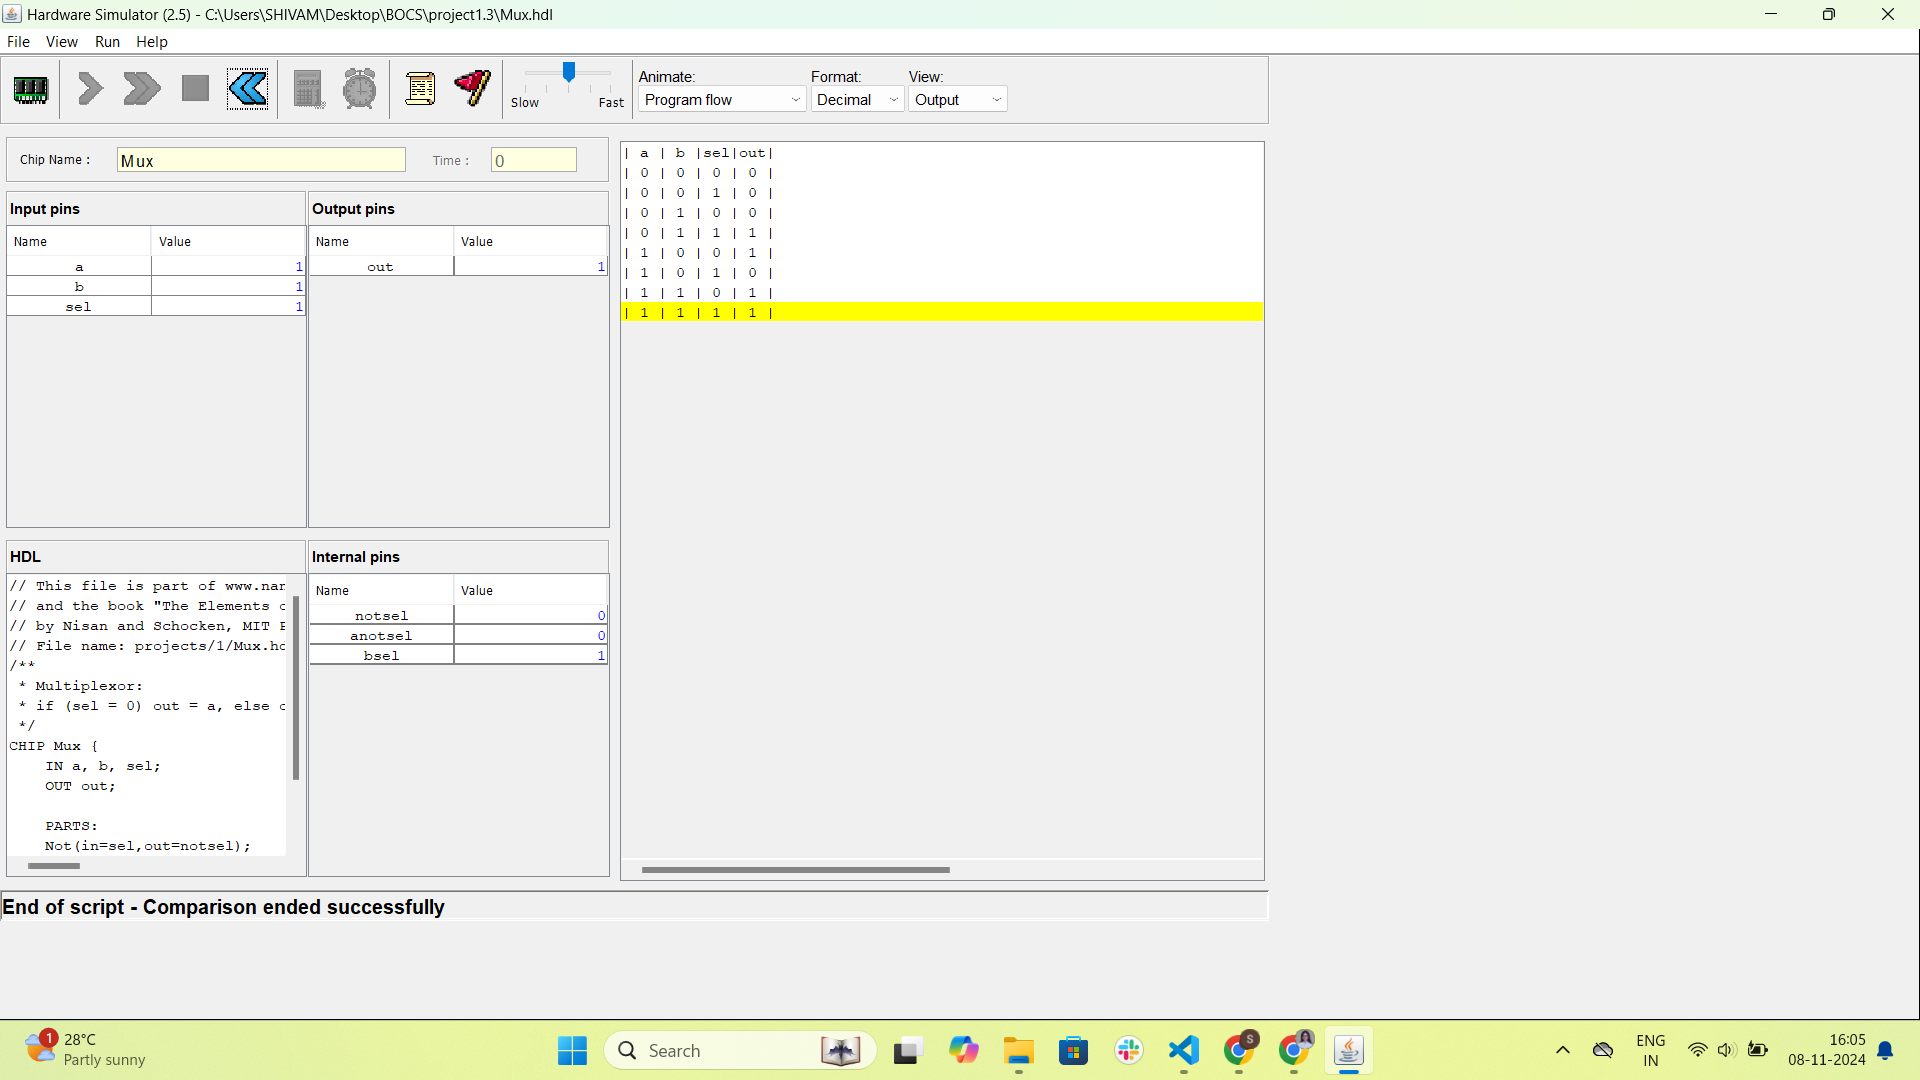 Hardware Simulator (2.5) - C:\Users\SHIVAM\Desktop\BOCS\project1.3\Mux.hdl
File View Run Help
Slow Fast
Animate: Format: View:
Program flow Decimal Output
Chip Name : Mux Time : 0
Input pins
Name Value
a 1
b 1
sel 1
Output pins
Name Value
out 1
HDL
// This file is part of www.nan
// and the book "The Elements o
// by Nisan and Schocken, MIT P
// File name: projects/1/Mux.hd
/**
* Multiplexor:
* if (sel = 0) out = a, else o
*/
CHIP Mux {
IN a, b, sel;
OUT out;
PARTS:
Not(in=sel,out=notsel);
Internal pins
Name Value
notsel 0
anotsel 0
bsel 1
| a | b |sel|out|
| 0 | 0 | 0 | 0 |
| 0 | 0 | 1 | 0 |
| 0 | 1 | 0 | 0 |
| 0 | 1 | 1 | 1 |
| 1 | 0 | 0 | 1 |
| 1 | 0 | 1 | 0 |
| 1 | 1 | 0 | 1 |
| 1 | 1 | 1 | 1 |
End of script - Comparison ended successfully
1
28°C
Partly sunny
Search
S
ENG
IN
16:05
08-11-2024